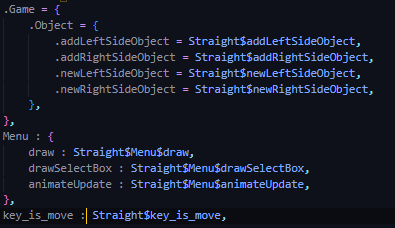 .Game = {
.Object = {
.addLeftSideObject = Straight$addLeftSideObject,
.addRightSideObject = Straight$addRightSideObject,
.newLeftSideObject = Straight$newLeftSideObject,
.newRightSideObject = Straight$newRightSideObject,
},
},
Menu : {
draw : Straight$Menu$draw,
drawSelectBox : Straight$Menu$drawSelectBox,
animateUpdate : Straight$Menu$animateUpdate,
},
key_is_move : Straight$key_is_move,